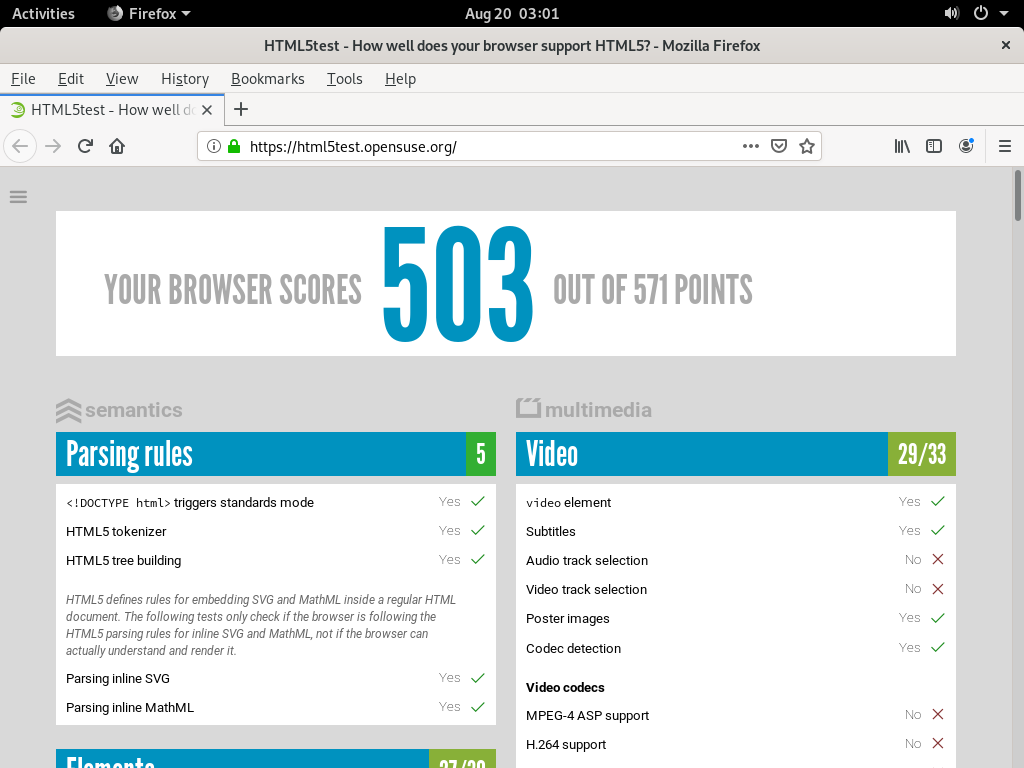 Activities Firefox Aug 20 03:01
HTML5test - How well does your browser support HTML5? - Mozilla Firefox
File Edit View History Bookmarks Tools Help
HTML5test - How well do
https://html5test.opensuse.org/
YOUR BROWSER SCORES 503 OUT OF 571 POINTS
semantics
Parsing rules 5
<!DOCTYPE html> triggers standards mode Yes
HTML5 tokenizer Yes
HTML5 tree building Yes
HTML5 defines rules for embedding SVG and MathML inside a regular HTML
document. The following tests only check if the browser is following the
HTML5 parsing rules for inline SVG and MathML, not if the browser can
actually understand and render it.
Parsing inline SVG Yes
Parsing inline MathML Yes
Elements 27/30
multimedia
Video 29/33
video element Yes
Subtitles Yes
Audio track selection No
Video track selection No
Poster images Yes
Codec detection Yes
Video codecs
MPEG-4 ASP support No
H.264 support No